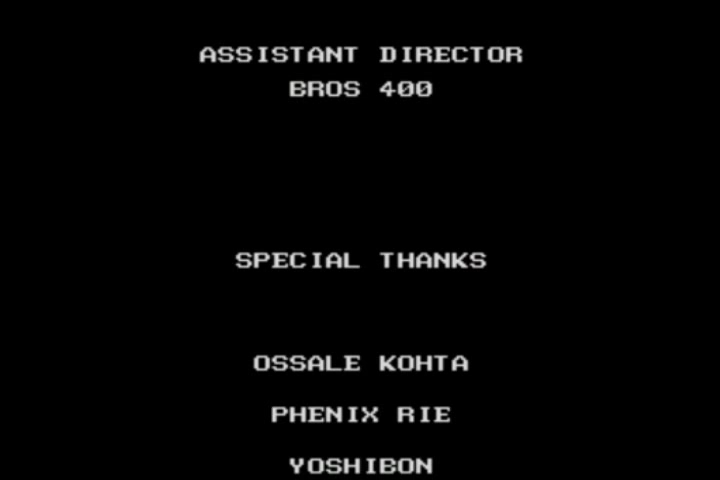 ASSISTANT DIRECTOR
BROS 400
SPECIAL THANKS
OSSALE KOHTA
PHENIX RIE
YOSHIBON